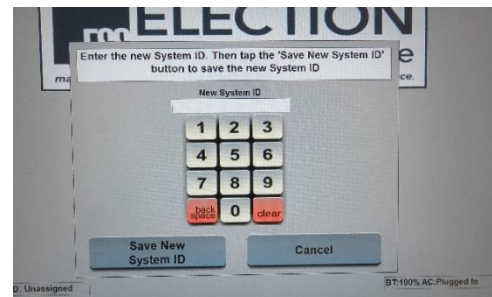 ELECTION
Enter the new System ID. Then tap the 'Save New System ID'
button to save the new System ID
New System ID
1 2 3
4 5 6
7 8 9
back space 0 clear
Save New
System ID
Cancel
D: Unassigned
BT:100% AC:Plugged In